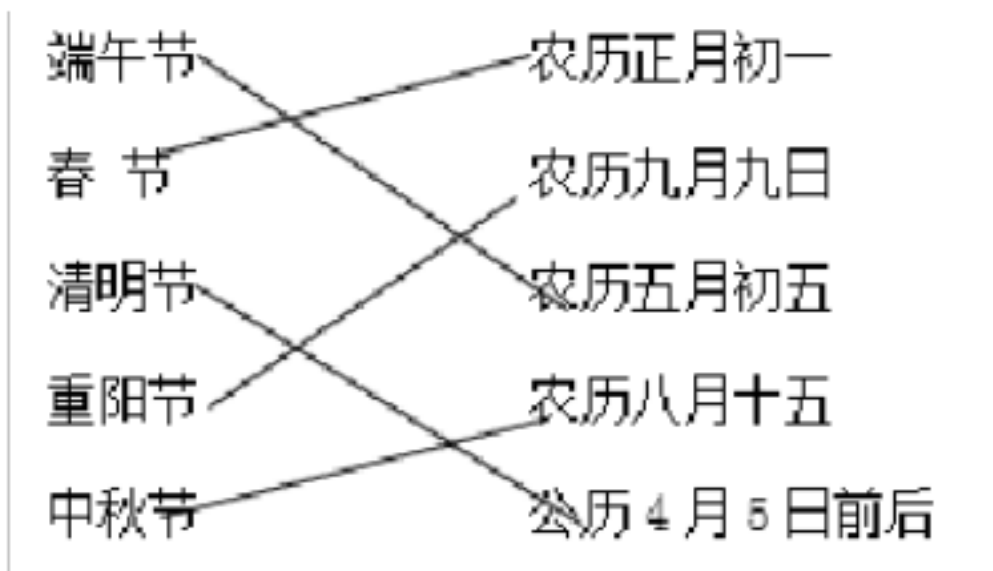 端午节 农历正月初一
春 节 农历九月九日
清明节 农历五月初五
重阳节 农历八月十五
中秋节 公历4月5日前后